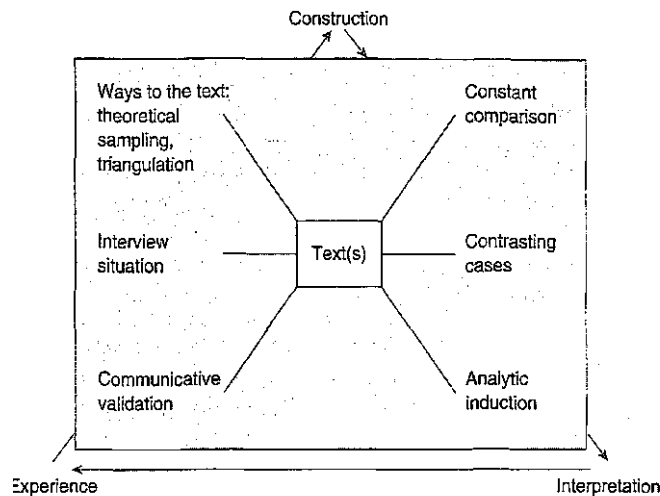 Construction
Ways to the text:
theoretical
sampling,
triangulation
Constant
comparison
Interview
situation
Text(s)
Contrasting
cases
Communicative
validation
Analytic
induction
Experience
Interpretation